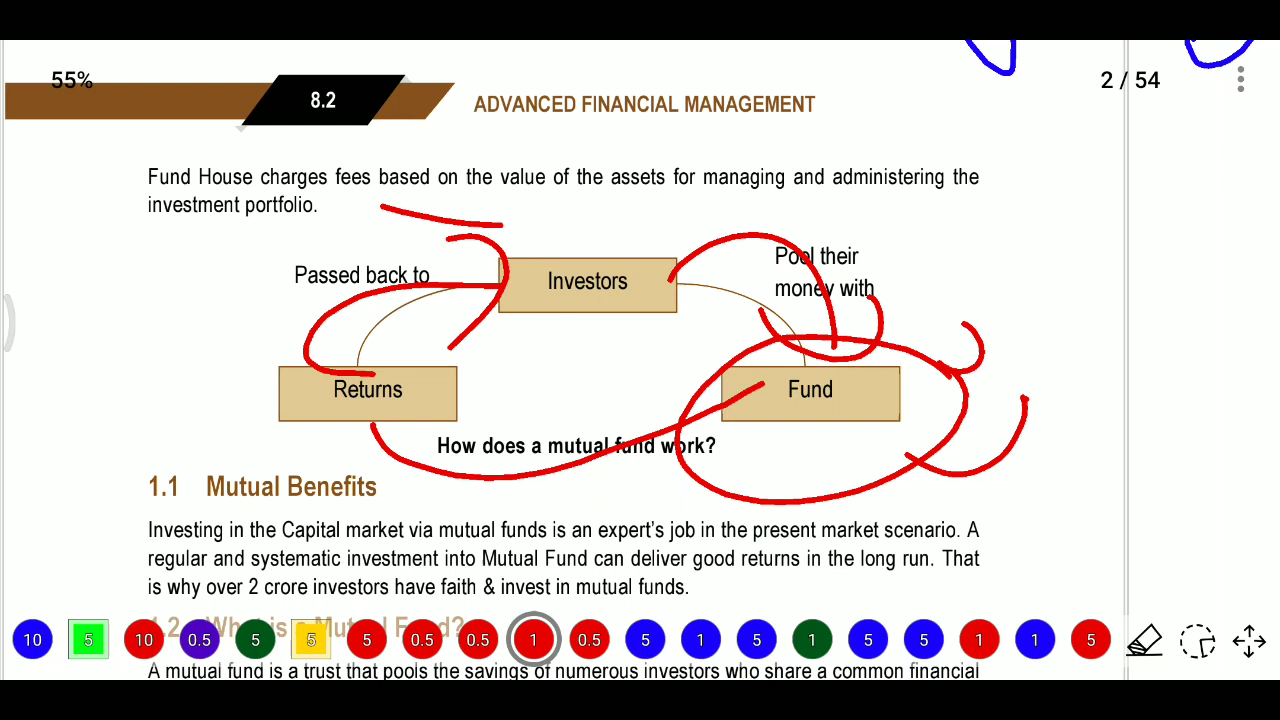 55%
8.2
ADVANCED FINANCIAL MANAGEMENT
2 / 54
Fund House charges fees based on the value of the assets for managing and administering the
investment portfolio.
Pool their
money with
Passed back to
Investors
Returns
Fund
How does a mutual fund work?
1.1 Mutual Benefits
Investing in the Capital market via mutual funds is an expert's job in the present market scenario. A
regular and systematic investment into Mutual Fund can deliver good returns in the long run. That
is why over 2 crore investors have faith & invest in mutual funds.
1.2 What is a Mutual Fund?
10 5 10 0.5 5 5 5 0.5 0.5 1 0.5 5 1 5 1 5 5 1 1 5
A mutual fund is a trust that pools the savings of numerous investors who share a common financial